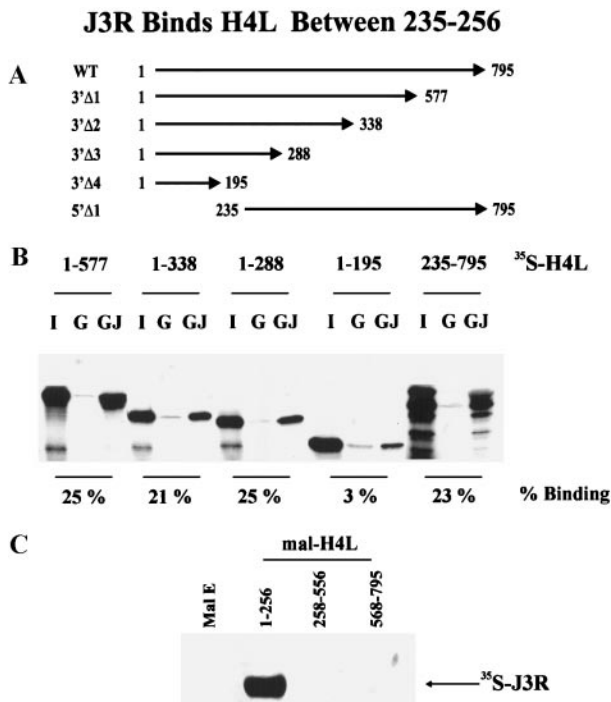 J3R Binds H4L Between 235-256
A
WT 1 795
3'Δ1 1 577
3'Δ2 1 338
3'Δ3 1 288
3'Δ4 1 195
5'Δ1 235 795
B
1-577 1-338 1-288 1-195 235-795 ³⁵S-H4L
I G GJ I G GJ I G GJ I G GJ I G GJ
25 % 21 % 25 % 3 % 23 % % Binding
C
mal-H4L
Mal E 1-256 258-556 568-795
³⁵S-J3R